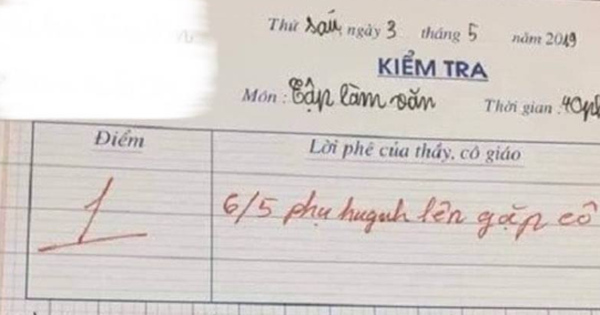 Thứ sáu, ngày 3 tháng 5 năm 2019
KIỂM TRA
Môn : Tập làm văn Thời gian : 40p
Điểm
Lời phê của thầy, cô giáo
1
6/5 phụ huynh lên gặp cô